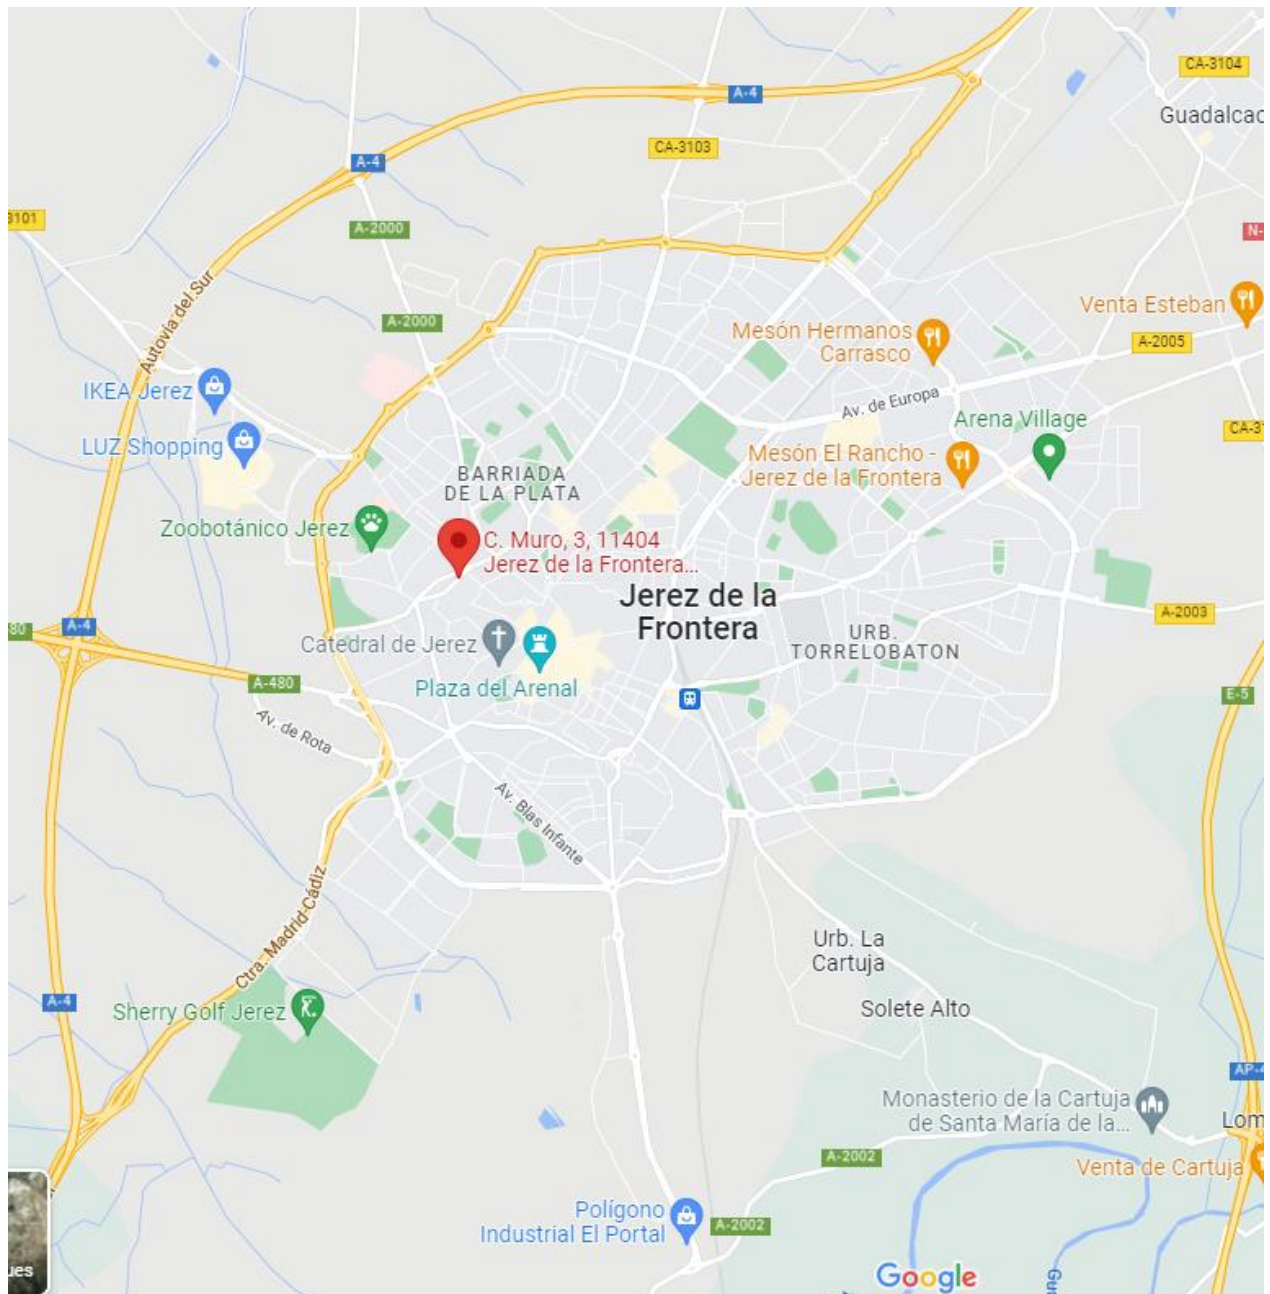 CA-3104
A-4
Guadalcac
CA-3103
A-4
3101
A-2000
N-
Autovía del Sur
Venta Esteban
A-2000
Mesón Hermanos
Carrasco
A-2005
IKEA Jerez
Av. de Europa
Arena Village
CA-31
LUZ Shopping
Mesón El Rancho -
Jerez de la Frontera
BARRIADA
DE LA PLATA
Zoobotánico Jerez
C. Muro, 3, 11404
Jerez de la Frontera...
Jerez de la
Frontera
A-2003
80
A-4
Catedral de Jerez
URB.
TORRELOBATON
A-480
Plaza del Arenal
E-5
Av. de Rota
Av. Blas Infante
Ctra. Madrid-Cádiz
Urb. La
Cartuja
A-4
Sherry Golf Jerez
Solete Alto
AP-4
Monasterio de la Cartuja
de Santa María de la...
Lom
A-2002
Venta de Cartuja
Polígono
Industrial El Portal
A-2002
ues
Google
Gu